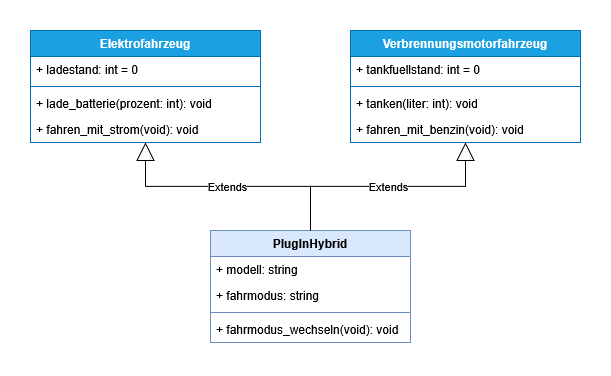 Elektrofahrzeug
+ ladestand: int = 0
+ lade_batterie(prozent: int): void
+ fahren_mit_strom(void): void
Verbrennungsmotorfahrzeug
+ tankfuellstand: int = 0
+ tanken(liter: int): void
+ fahren_mit_benzin(void): void
Extends
Extends
PlugInHybrid
+ modell: string
+ fahrmodus: string
+ fahrmodus_wechseln(void): void